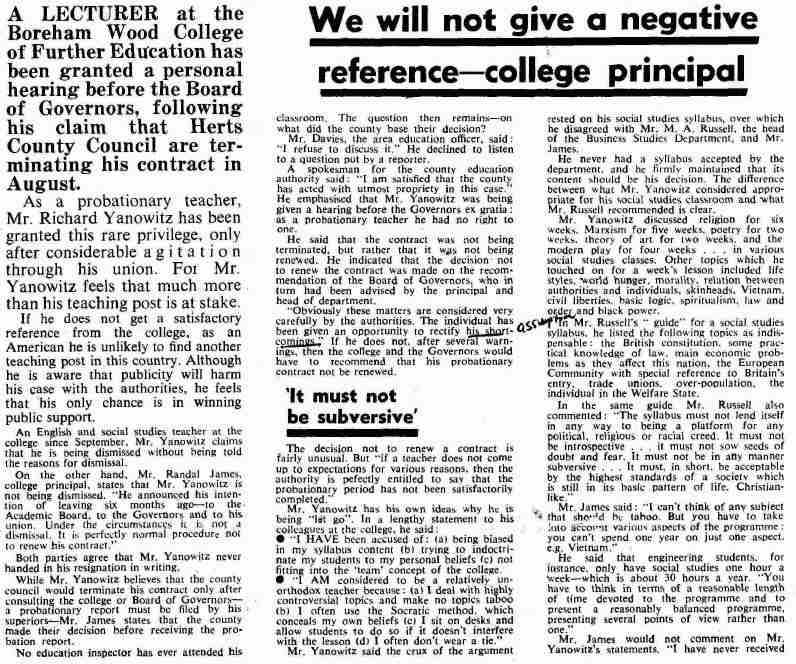 A LECTURER at the
Boreham Wood College
of Further Education has
been granted a personal
hearing before the Board
of Governors, following
his claim that Herts
County Council are ter-
minating his contract in
August.
As a probationary teacher,
Mr. Richard Yanowitz has been
granted this rare privilege, only
after considerable agitation
through his union. For Mr.
Yanowitz feels that much more
than his teaching post is at stake.
If he does not get a satisfactory
reference from the college, as an
American he is unlikely to find another
teaching post in this country. Although
he is aware that publicity will harm
his case with the authorities, he feels
that his only chance is in winning
public support.
An English and social studies teacher at the
college since September, Mr. Yanowitz claims
that he is being dismissed without being told
the reasons for dismissal.
On the other hand, Mr. Randal James,
college principal, states that Mr. Yanowitz is
not being dismissed. "He announced his inten-
tion of leaving six months ago—to the
Academic Board, to the Governors and to his
union. Under the circumstances it is not a
dismissal. It is perfectly normal procedure not
to renew his contract."
Both parties agree that Mr. Yanowitz never
handed in his resignation in writing.
While Mr. Yanowitz believes that the county
council would terminate his contract only after
consulting the college or Board of Governors—
a probationary report must be filed by his
superiors—Mr. James states that the county
made their decision before receiving the pro-
bation report.
No education inspector has ever attended his
We will not give a negative
reference—college principal
classroom. The question then remains—on
what did the county base their decision?
Mr. Davies, the area education officer, said:
"I refuse to discuss it." He declined to listen
to a question put by a reporter.
A spokesman for the county education
authority said: "I am satisfied that the county
has acted with utmost propriety in this case."
He emphasised that Mr. Yanowitz was being
given a hearing before the Governors ex gratia:
as a probationary teacher he had no right to
one.
He said that the contract was not being
terminated, but rather that it was not being
renewed. He indicated that the decision not
to renew the contract was made on the recom-
mendation of the Board of Governors, who in
turn had been advised by the principal and
head of department.
"Obviously these matters are considered very
carefully by the authorities. The individual has
been given an opportunity to rectify his short-
comings." If he does not, after several warn-
ings, then the college and the Governors would
have to recommend that his probationary
contract not be renewed.
'It must not
be subversive'
The decision not to renew a contract is
fairly unusual. But "if a teacher does not come
up to expectations for various reasons, then the
authority is pefectly entitled to say that the
probationary period has not been satisfactorily
completed."
Mr. Yanowitz has his own ideas why he is
being "let go". In a lengthy statement to his
colleagues at the college, he said:
● "I HAVE been accused of: (a) being biased
in my syllabus content (b) trying to indoctri-
nate my students to my personal beliefs (c) not
fitting into the 'team' concept of the college.
● "I AM considered to be a relatively un-
orthodox teacher because: (a) I deal with highly
controversial topics and make no topics taboo
(b) I often use the Socratic method, which
conceals my own beliefs (c) I sit on desks and
allow students to do so if it doesn't interfere
with the lesson (d) I often don't wear a tie."
Mr. Yanowitz said the crux of the argument
rested on his social studies syllabus, over which
he disagreed with Mr. M. A. Russell, the head
of the Business Studies Department, and Mr.
James.
He never had a syllabus accepted by the
department, and he firmly maintained that its
content should be his decision. The difference
between what Mr. Yanowitz considered appro-
priate for his social studies classroom and what
Mr. Russell recommended is clear.
Mr. Yanowitz discussed religion for six
weeks, Marxism for five weeks, poetry for two
weeks, theory of art for two weeks, and the
modern play for four weeks . . . in various
social studies classes. Other topics which he
touched on for a week's lesson included life
styles, world hunger, morality, relation between
authorities and individuals, skinheads, Vietnam,
civil liberties, basic logic, spiritualism, law and
order and black power.
In Mr. Russell's "guide" for a social studies
syllabus, he listed the following topics as indis-
pensable: the British constitution, some prac-
tical knowledge of law, main economic prob-
lems as they affect this nation, the European
Community with special reference to Britain's
entry, trade unions, over-population, the
individual in the Welfare State.
In the same guide Mr. Russell also
commented: "The syllabus must not lend itself
in any way to being a platform for any
political, religious or racial creed. It must not
be introspective . . . it must not sow seeds of
doubt and fear. It must not be in any manner
subversive . . . It must, in short, be acceptable
by the highest standards of a society which
is still in its basic pattern of life, Christian-
like."
Mr. James said: "I can't think of any subject
that should be taboo. But you have to take
into account various aspects of the programme:
you can't spend one year on just one aspect,
e.g. Vietnam."
He said that engineering students, for
instance, only have social studies one hour a
week—which is about 30 hours a year. "You
have to think in terms of a reasonable length
of time devoted to the programme and to
present a reasonably balanced programme,
presenting several points of view rather than
one."
Mr. James would not comment on Mr.
Yanowitz's statements. "I have never received